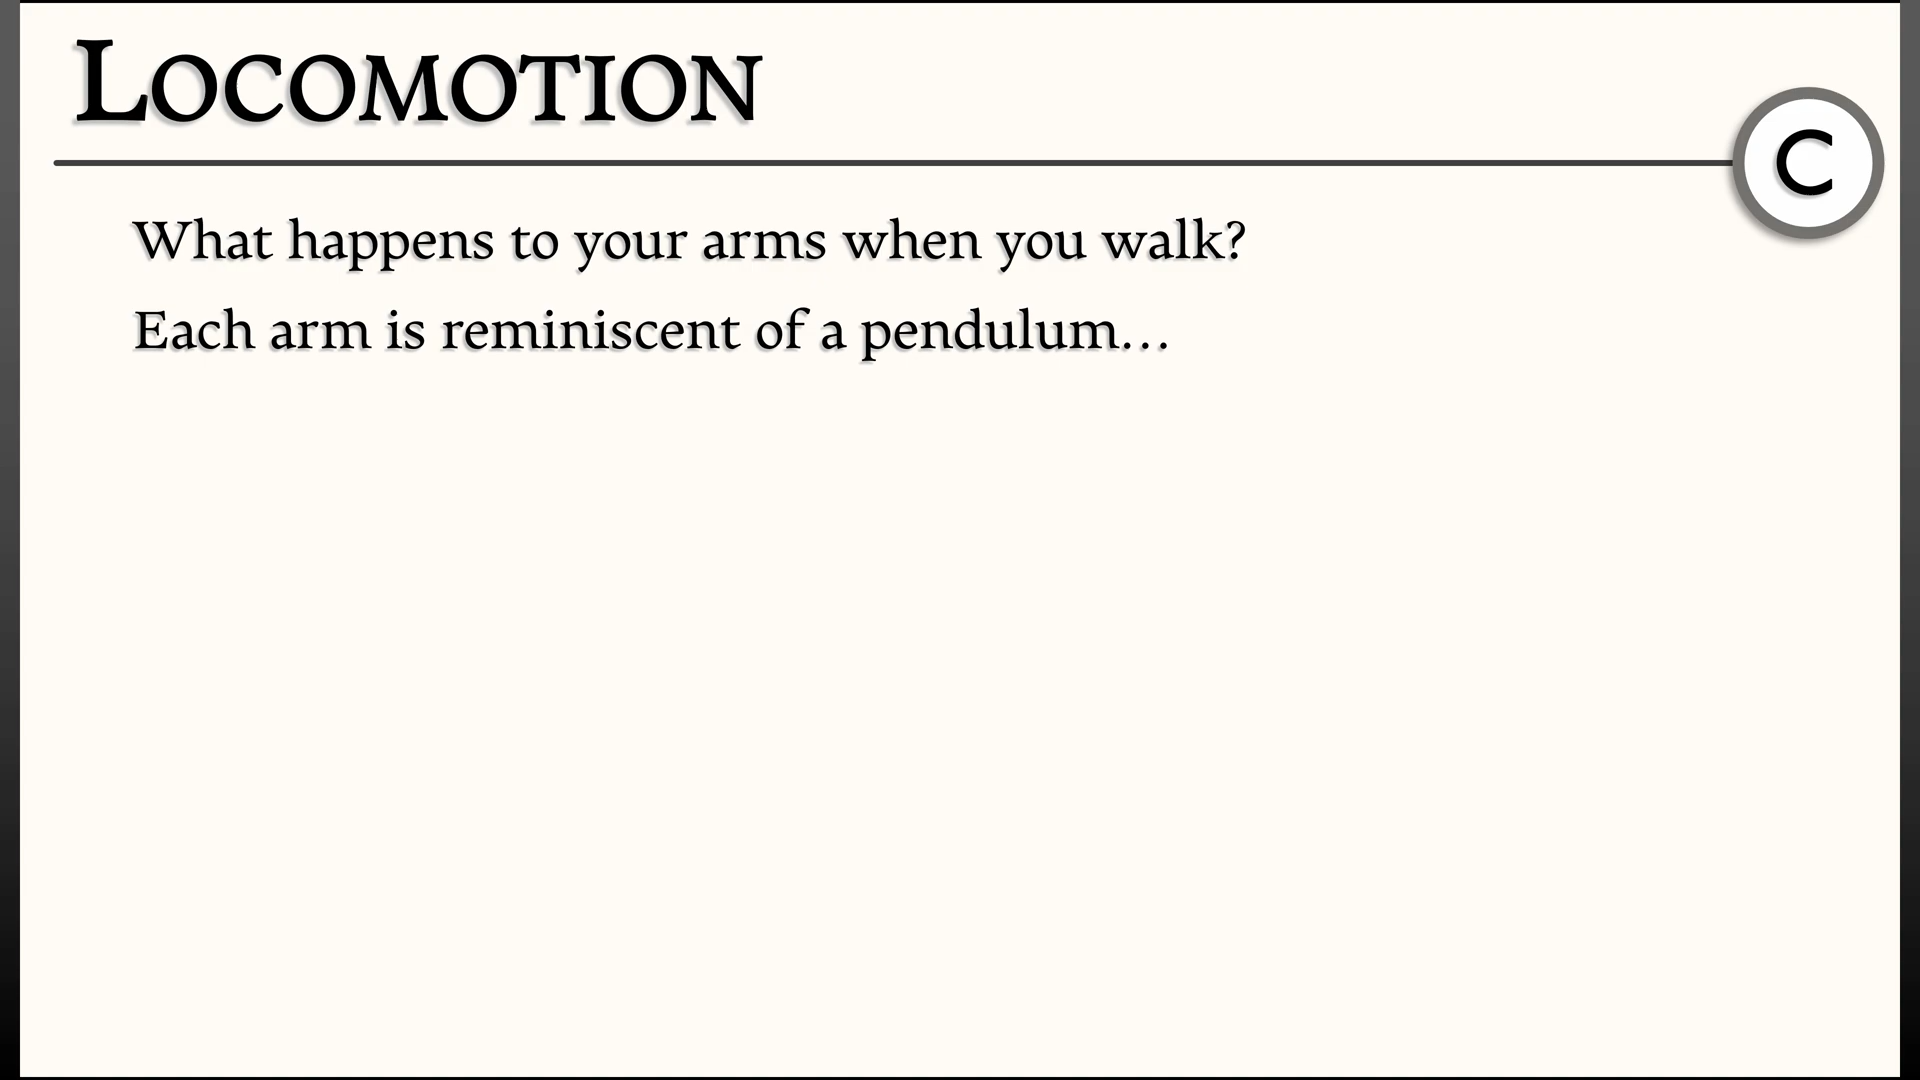 Locomotion
C
What happens to your arms when you walk?
Each arm is reminiscent of a pendulum…